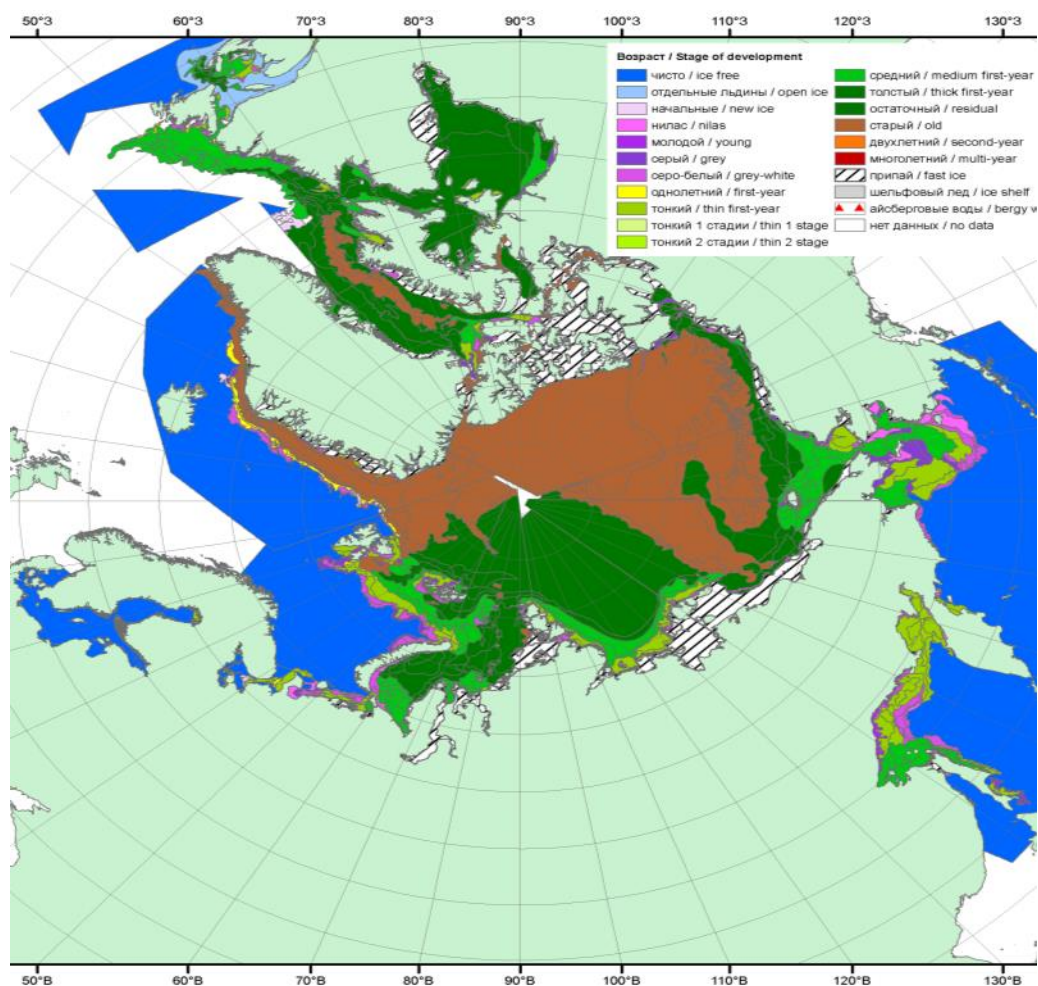 50°З 60°З 70°З 80°З 90°З 100°З 110°З 120°З 130°З
Возраст / Stage of development
чисто / ice free
отдельные льдины / open ice
начальные / new ice
нилас / nilas
молодой / young
серый / grey
серо-белый / grey-white
однолетний / first-year
тонкий / thin first-year
тонкий 1 стадии / thin 1 stage
тонкий 2 стадии / thin 2 stage
средний / medium first-year
толстый / thick first-year
остаточный / residual
старый / old
двухлетний / second-year
многолетний / multi-year
припай / fast ice
шельфовый лед / ice shelf
айсберговые воды / bergy w
нет данных / no data
50°В 60°В 70°В 80°В 90°В 100°В 110°В 120°В 130°В